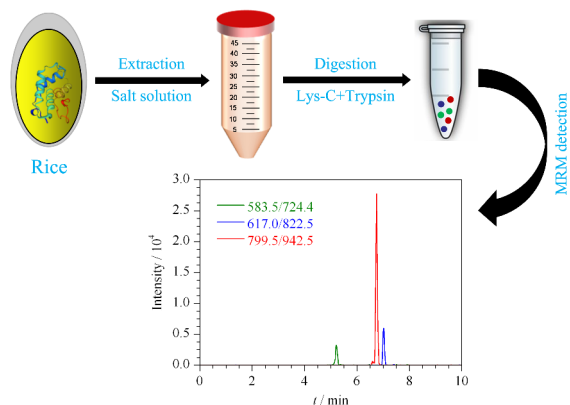 Extraction
Salt solution
Rice
45
40
35
30
25
20
15
10
5
Digestion
Lys-C+Trypsin
MRM detection
583.5/724.4
617.0/822.5
799.5/942.5
Intensity / 10⁴
3.0
2.5
2.0
1.5
1.0
0.5
0.0
0 2 4 6 8 10
t / min